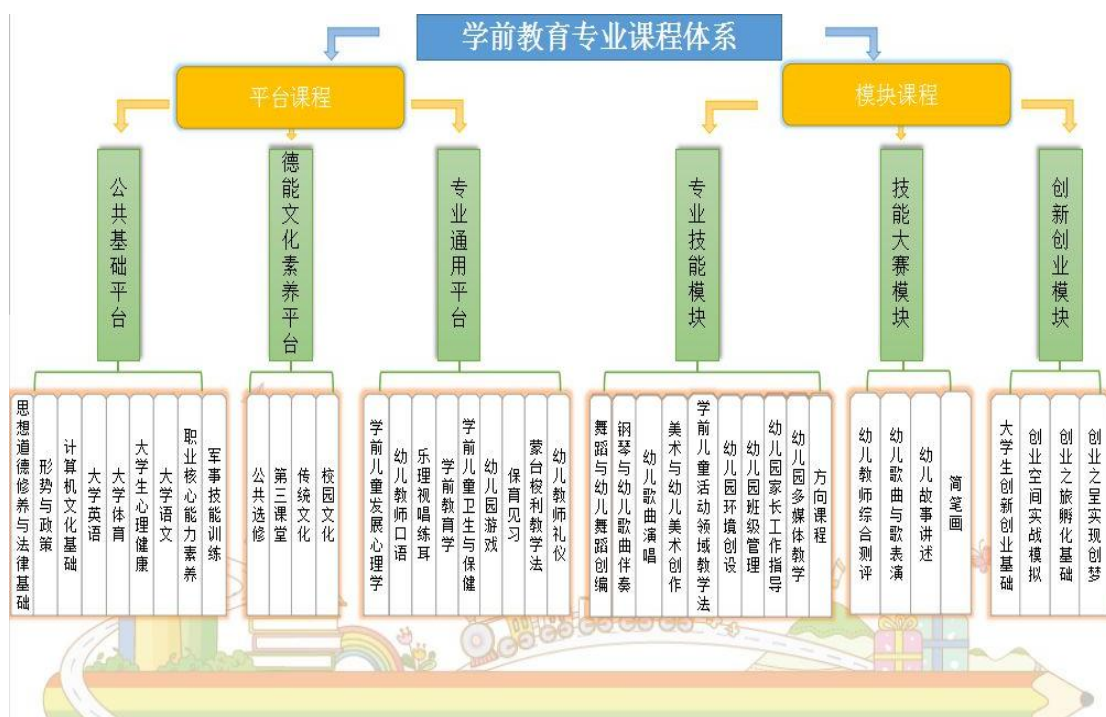 学前教育专业课程体系
平台课程
模块课程
公共基础平台
德能文化素养平台
专业通用平台
专业技能模块
技能大赛模块
创新创业模块
思想道德修养与法律基础
形势与政策
计算机文化基础
大学英语
大学体育
大学生心理健康
大学语文
职业核心能力素养
军事技能训练
公共选修
第三课堂
传统文化
校园文化
学前儿童发展心理学
幼儿教师口语
乐理视唱练耳
学前教育学
学前儿童卫生与保健
幼儿园游戏
保育见习
蒙台梭利教学法
幼儿教师礼仪
舞蹈与幼儿舞蹈创编
钢琴与幼儿歌曲伴奏
幼儿歌曲演唱
美术与幼儿美术创作
学前儿童活动领域教学法
幼儿园环境创设
幼儿园班级管理
幼儿园家长工作指导
幼儿园多媒体教学
方向课程
幼儿教师综合测评
幼儿歌曲与歌表演
幼儿故事讲述
简笔画
大学生创新创业基础
创业空间实战模拟
创业之旅孵化基础
创业之星实现创梦